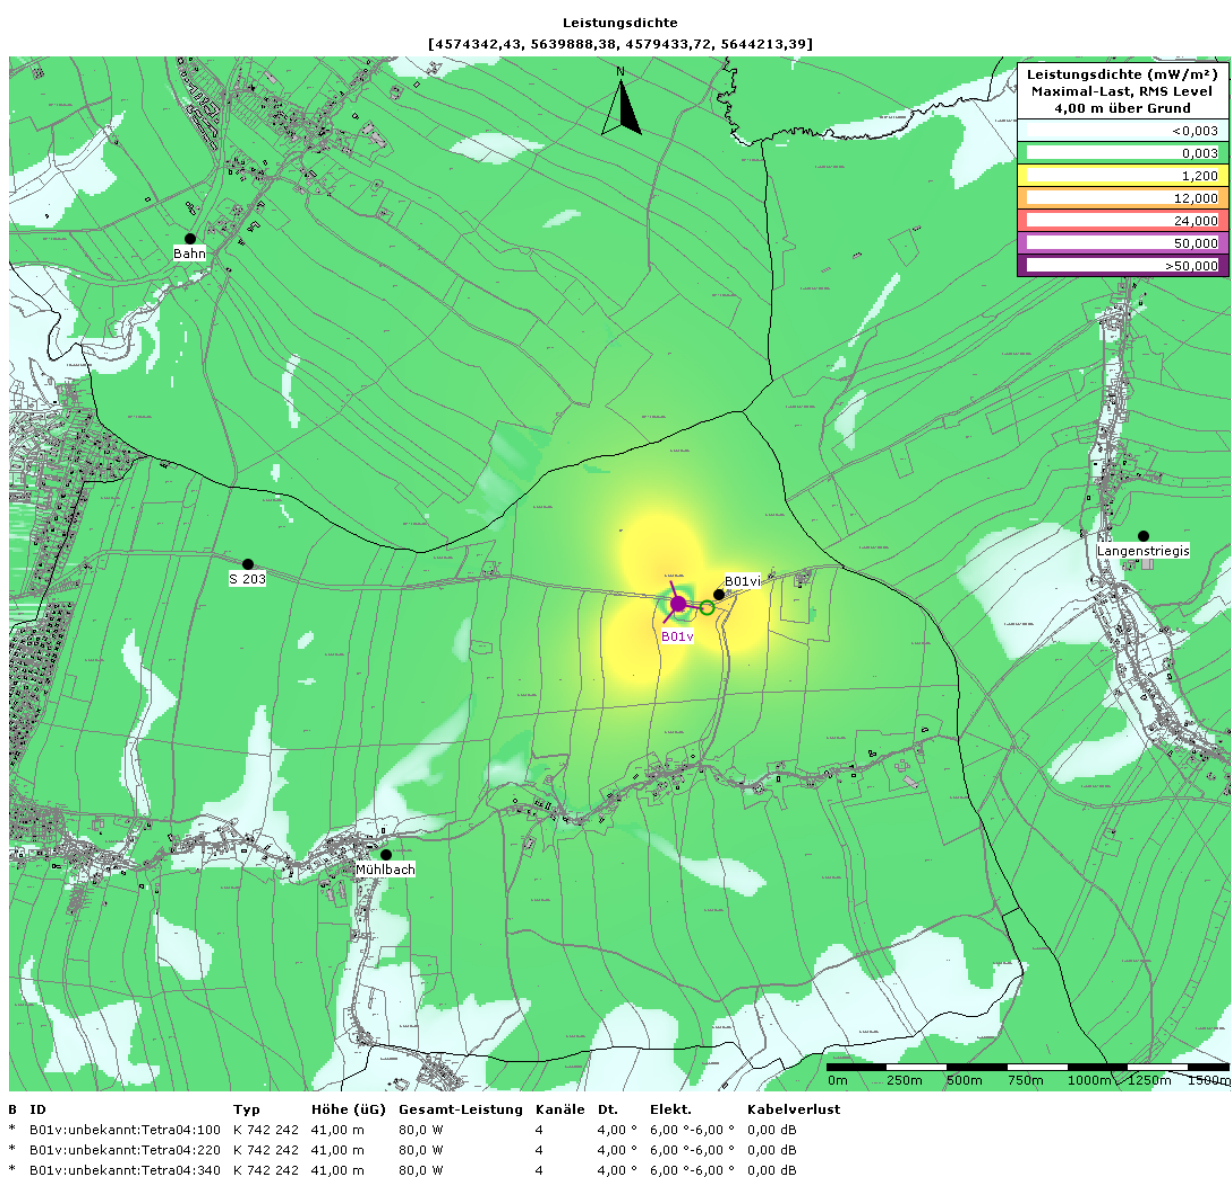 Leistungsdichte
[4574342,43, 5639888,38, 4579433,72, 5644213,39]
N
Leistungsdichte (mW/m²)
Maximal-Last, RMS Level
4,00 m über Grund
<0,003
0,003
1,200
12,000
24,000
50,000
>50,000
Bahn
Langenstriegis
S 203
B01vi
B01v
Mühlbach
0m 250m 500m 750m 1000m 1250m 1500m
B ID Typ Höhe (üG) Gesamt-Leistung Kanäle Dt. Elekt. Kabelverlust
* B01v:unbekannt:Tetra04:100 K 742 242 41,00 m 80,0 W 4 4,00 ° 6,00 °-6,00 ° 0,00 dB
* B01v:unbekannt:Tetra04:220 K 742 242 41,00 m 80,0 W 4 4,00 ° 6,00 °-6,00 ° 0,00 dB
* B01v:unbekannt:Tetra04:340 K 742 242 41,00 m 80,0 W 4 4,00 ° 6,00 °-6,00 ° 0,00 dB